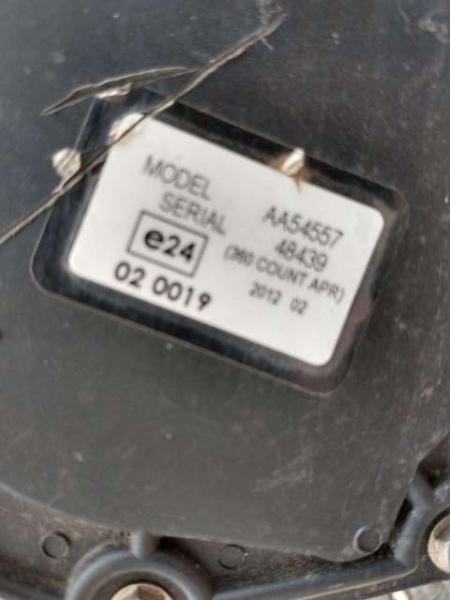 MODEL AA54557
SERIAL 48439
e24 (360 COUNT APR)
02 0019 2012 02